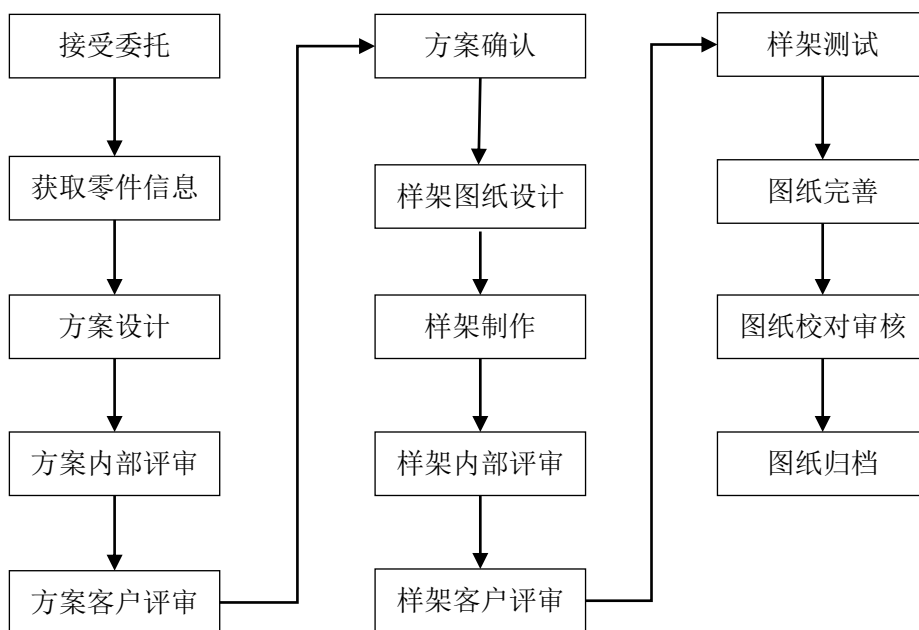 接受委托
获取零件信息
方案设计
方案内部评审
方案客户评审
方案确认
样架图纸设计
样架制作
样架内部评审
样架客户评审
样架测试
图纸完善
图纸校对审核
图纸归档